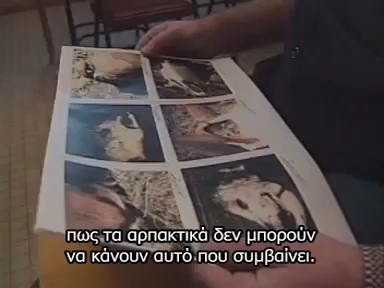 πως τα αρπακτικά δεν μπορούν
να κάνουν αυτό που συμβαίνει.